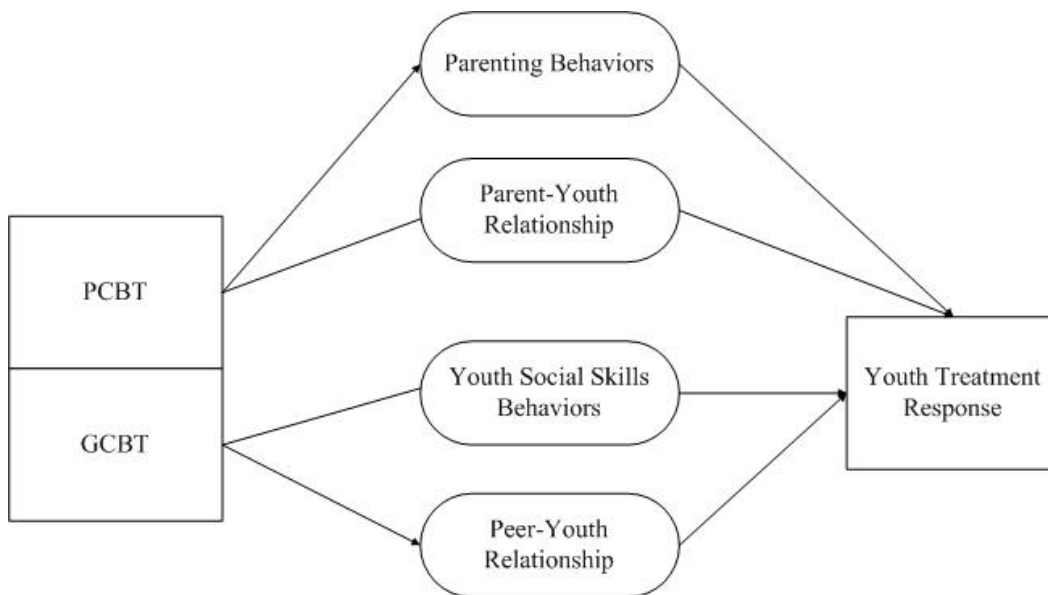 Parenting Behaviors
Parent-Youth
Relationship
PCBT
GCBT
Youth Social Skills
Behaviors
Peer-Youth
Relationship
Youth Treatment
Response